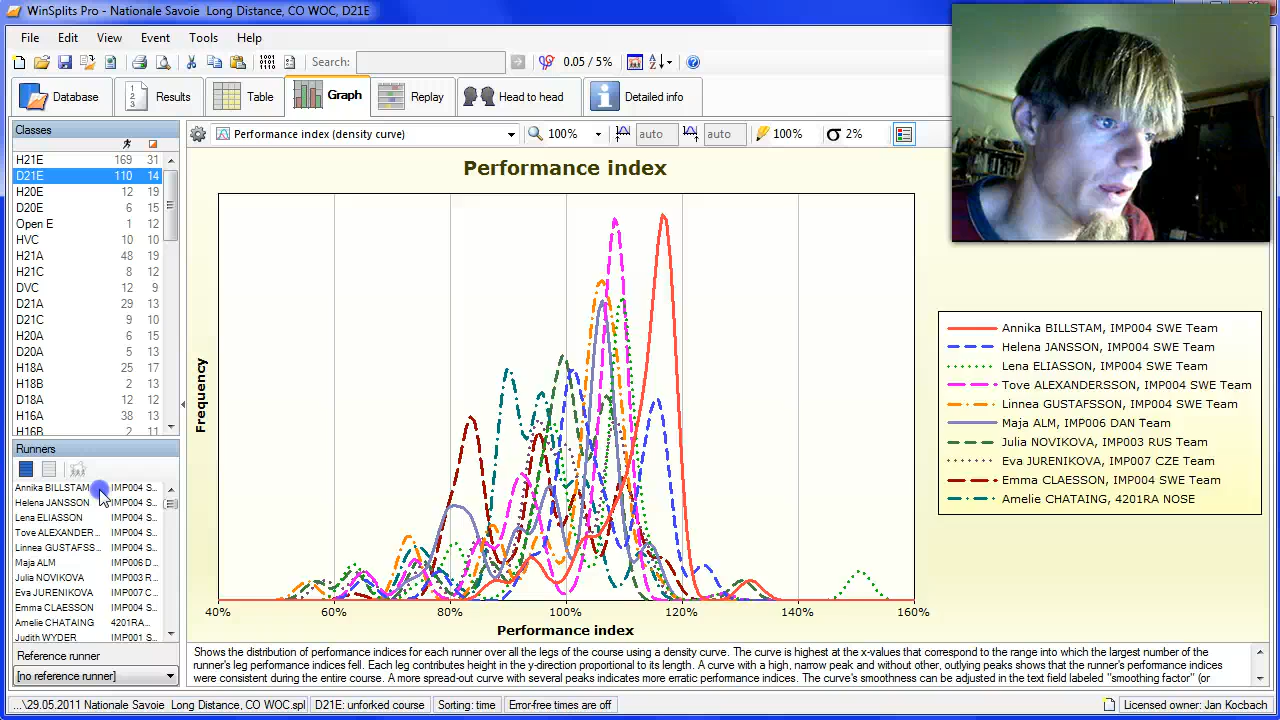 WinSplits Pro - Nationale Savoie  Long Distance, CO WOC, D21E
File Edit View Event Tools Help
Search: 0.05 / 5%
Database Results Table Graph Replay Head to head Detailed info
Classes
Performance index (density curve) 100% auto auto 100% σ 2%
H21E 169 31
D21E 110 14
H20E 12 19
D20E 6 15
Open E 1 12
HVC 10 10
H21A 48 19
H21C 8 12
DVC 12 9
D21A 29 13
D21C 9 10
H20A 6 15
D20A 5 13
H18A 25 17
H18B 2 13
D18A 12 12
H16A 38 13
H16B 2 11
Runners
Annika BILLSTAM IMP004 S...
Helena JANSSON IMP004 S...
Lena ELIASSON IMP004 S...
Tove ALEXANDER... IMP004 S...
Linnea GUSTAFSS... IMP004 S...
Maja ALM IMP006 D...
Julia NOVIKOVA IMP003 R...
Eva JURENIKOVA IMP007 C...
Emma CLAESSON IMP004 S...
Amelie CHATAING 4201RA...
Judith WYDER IMP001 S...
Reference runner
[no reference runner]
Performance index
Frequency
40% 60% 80% 100% 120% 140% 160%
Performance index
Annika BILLSTAM, IMP004 SWE Team
Helena JANSSON, IMP004 SWE Team
Lena ELIASSON, IMP004 SWE Team
Tove ALEXANDERSSON, IMP004 SWE Team
Linnea GUSTAFSSON, IMP004 SWE Team
Maja ALM, IMP006 DAN Team
Julia NOVIKOVA, IMP003 RUS Team
Eva JURENIKOVA, IMP007 CZE Team
Emma CLAESSON, IMP004 SWE Team
Amelie CHATAING, 4201RA NOSE
Shows the distribution of performance indices for each runner over all the legs of the course using a density curve. The curve is highest at the x-values that correspond to the range into which the largest number of the
runner's leg performance indices fell. Each leg contributes height in the y-direction proportional to its length. A curve with a high, narrow peak and without other, outlying peaks shows that the runner's performance indices
were consistent during the entire course. A more spread-out curve with several peaks indicates more erratic performance indices. The curve's smoothness can be adjusted in the text field labeled "smoothing factor" (or
...\29.05.2011 Nationale Savoie  Long Distance, CO WOC.spl D21E: unforked course Sorting: time Error-free times are off Licensed owner: Jan Kocbach